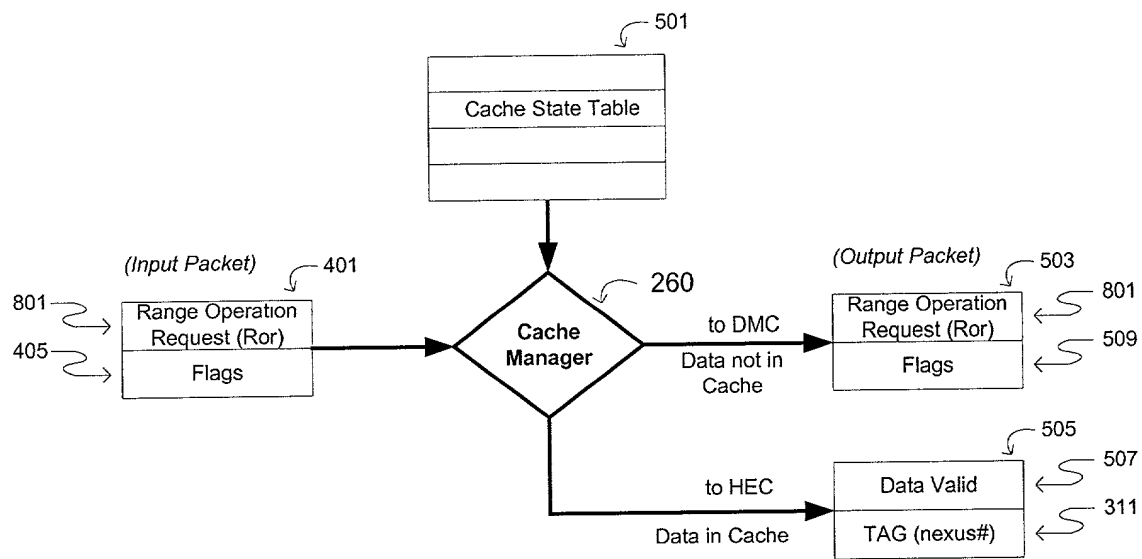 501
Cache State Table
(Input Packet)
401
801
Range Operation
Request (Ror)
405
Flags
260
Cache
Manager
to DMC
Data not in
Cache
(Output Packet)
503
Range Operation
Request (Ror)
801
Flags
509
505
to HEC
Data in Cache
Data Valid
507
TAG (nexus#)
311